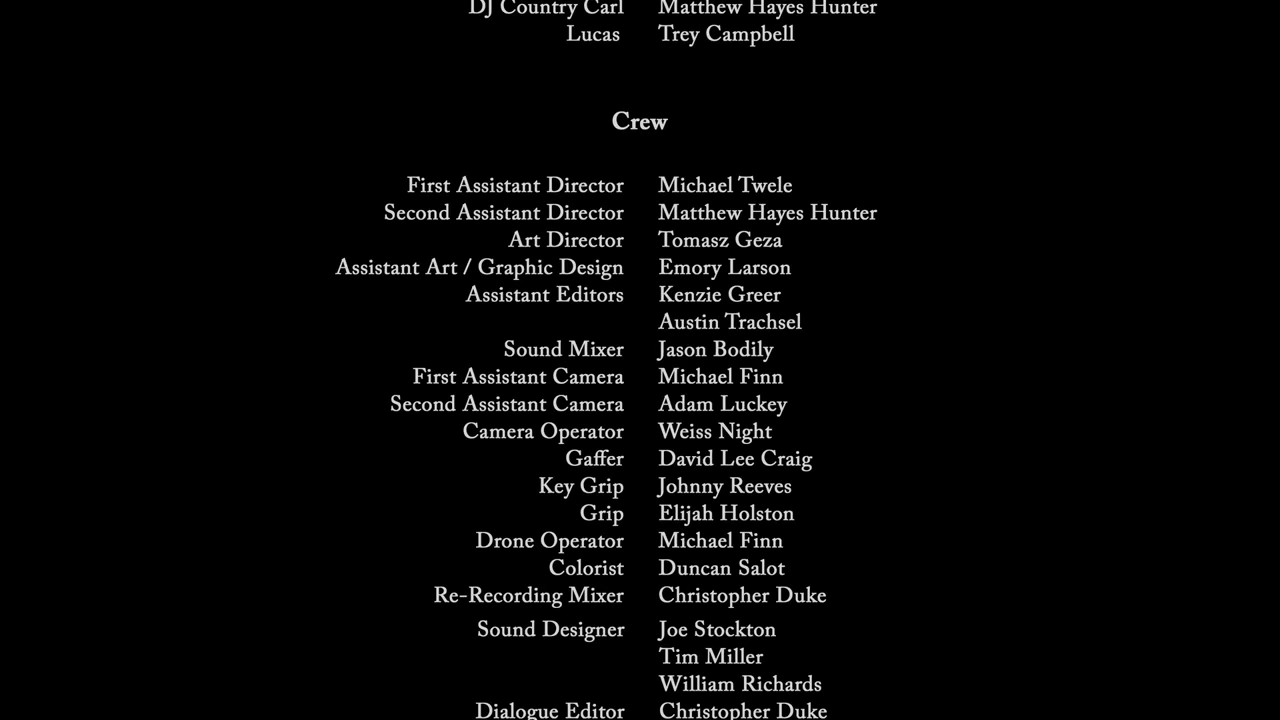 DJ Country Carl Matthew Hayes Hunter
Lucas Trey Campbell
Crew
First Assistant Director Michael Twele
Second Assistant Director Matthew Hayes Hunter
Art Director Tomasz Geza
Assistant Art / Graphic Design Emory Larson
Assistant Editors Kenzie Greer
Austin Trachsel
Sound Mixer Jason Bodily
First Assistant Camera Michael Finn
Second Assistant Camera Adam Luckey
Camera Operator Weiss Night
Gaffer David Lee Craig
Key Grip Johnny Reeves
Grip Elijah Holston
Drone Operator Michael Finn
Colorist Duncan Salot
Re-Recording Mixer Christopher Duke
Sound Designer Joe Stockton
Tim Miller
William Richards
Dialogue Editor Christopher Duke